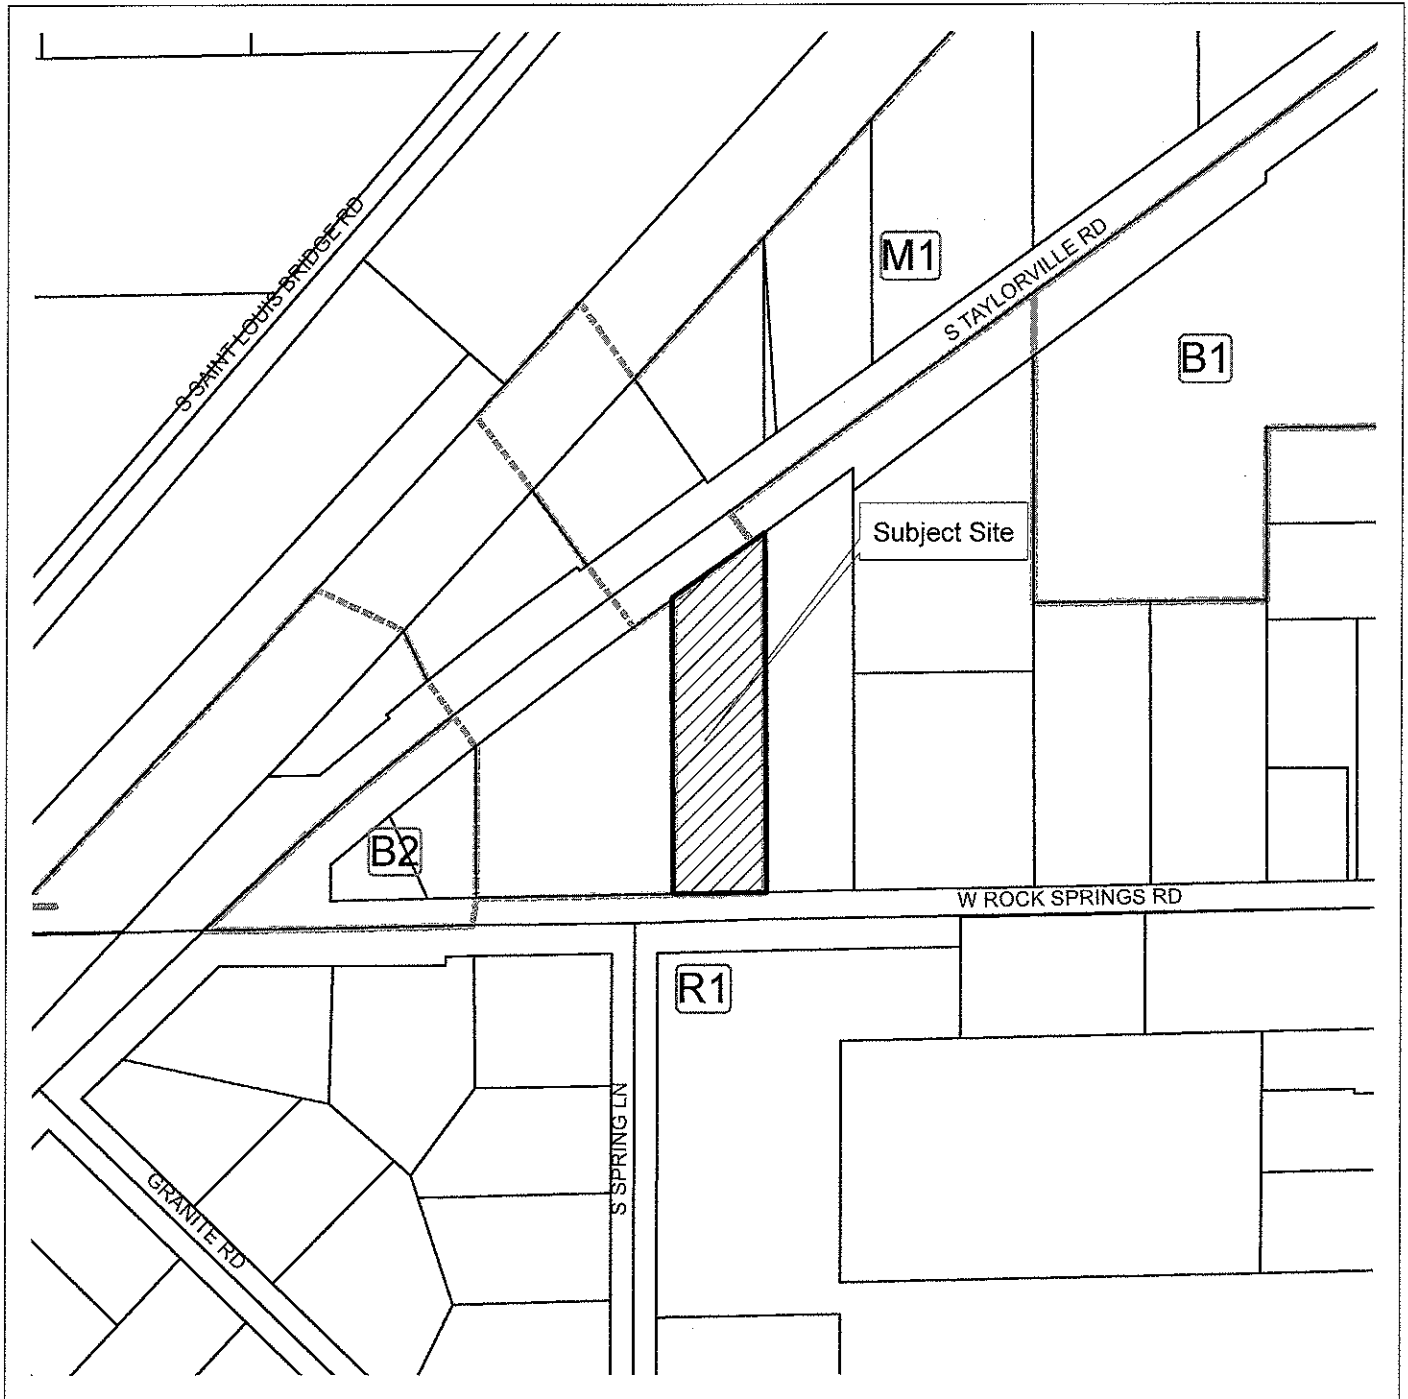 S SAINT LOUIS BRIDGE RD
M1
S TAYLORVILLE RD
B1
Subject Site
B2
W ROCK SPRINGS RD
R1
S SPRING LN
GRANITE RD